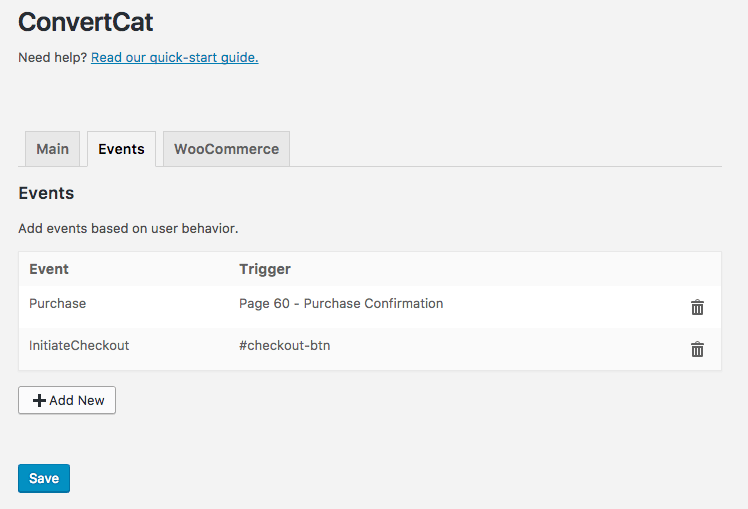 ConvertCat
Need help? Read our quick-start guide.
Main Events WooCommerce
Events
Add events based on user behavior.
Event Trigger
Purchase Page 60 - Purchase Confirmation
InitiateCheckout #checkout-btn
Add New
Save